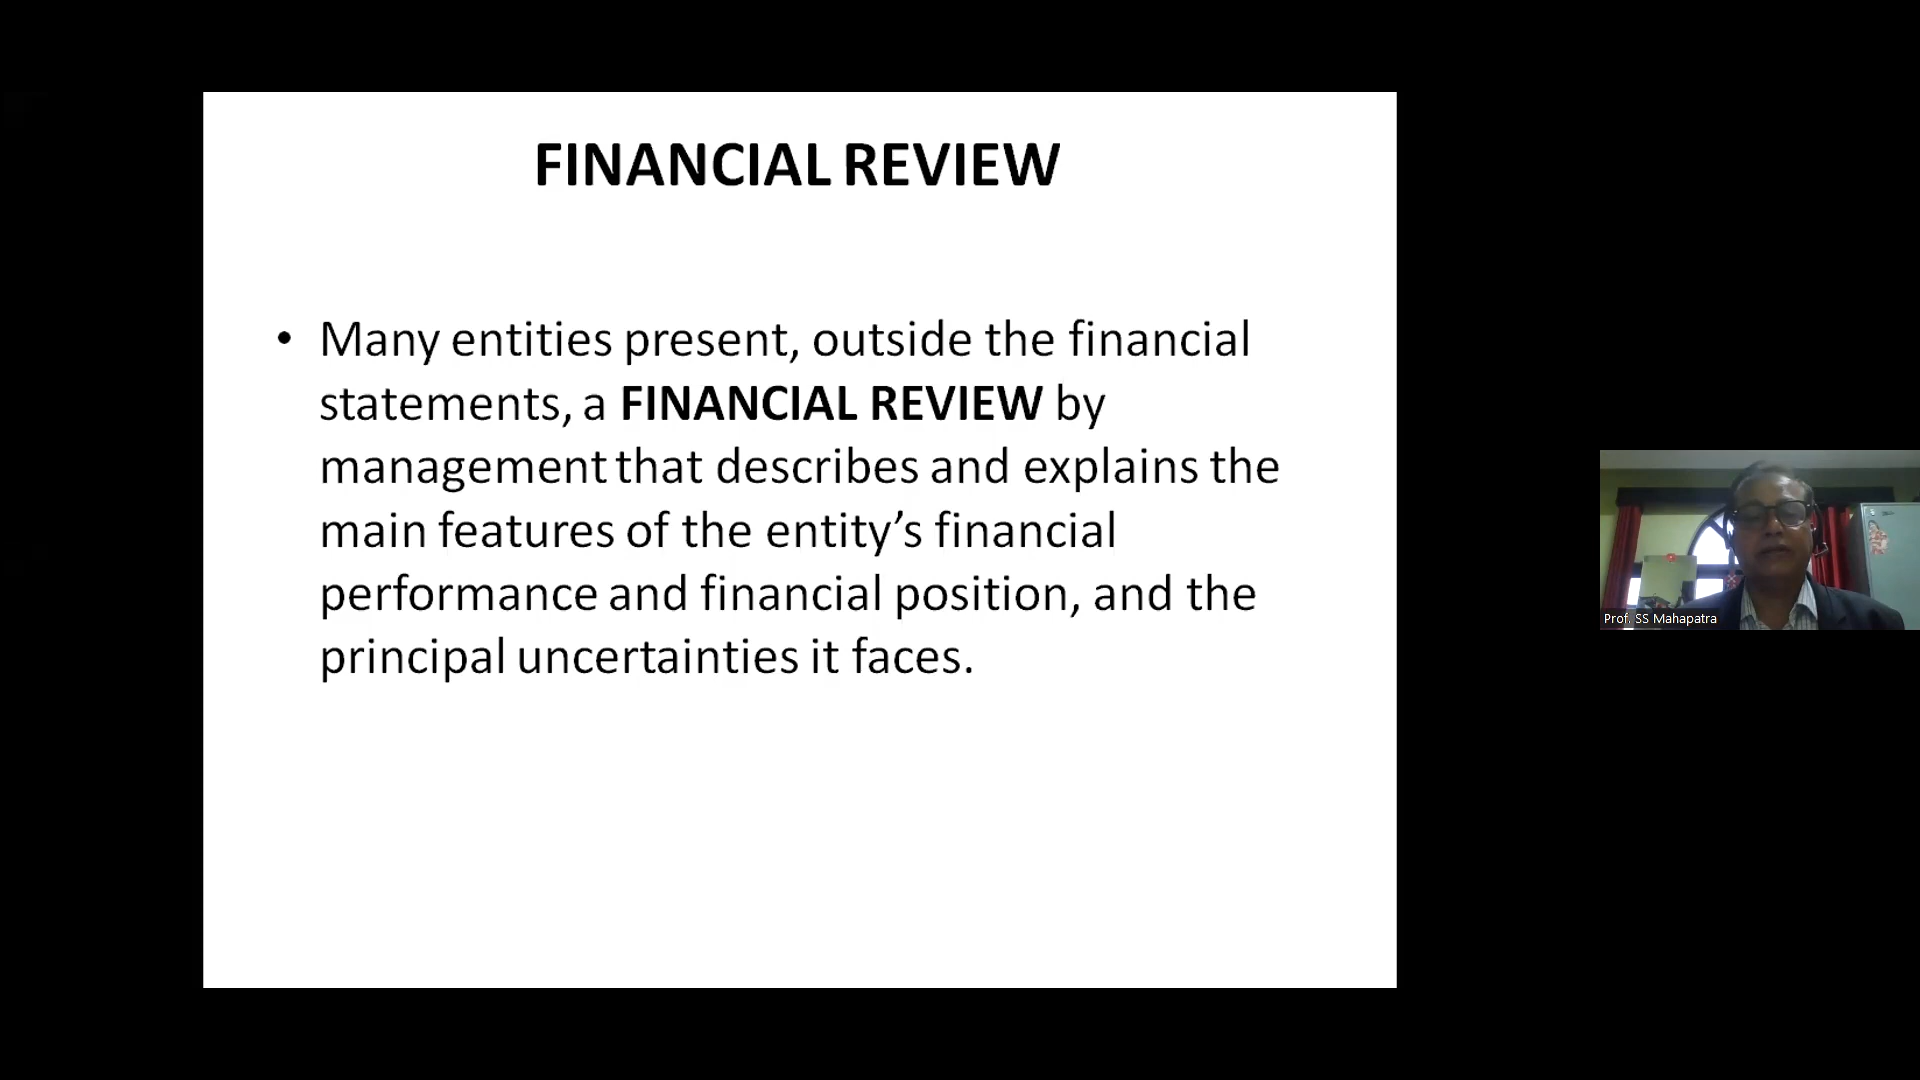 FINANCIAL REVIEW
• Many entities present, outside the financial
statements, a FINANCIAL REVIEW by
management that describes and explains the
main features of the entity’s financial
performance and financial position, and the
principal uncertainties it faces.
Prof. SS Mahapatra